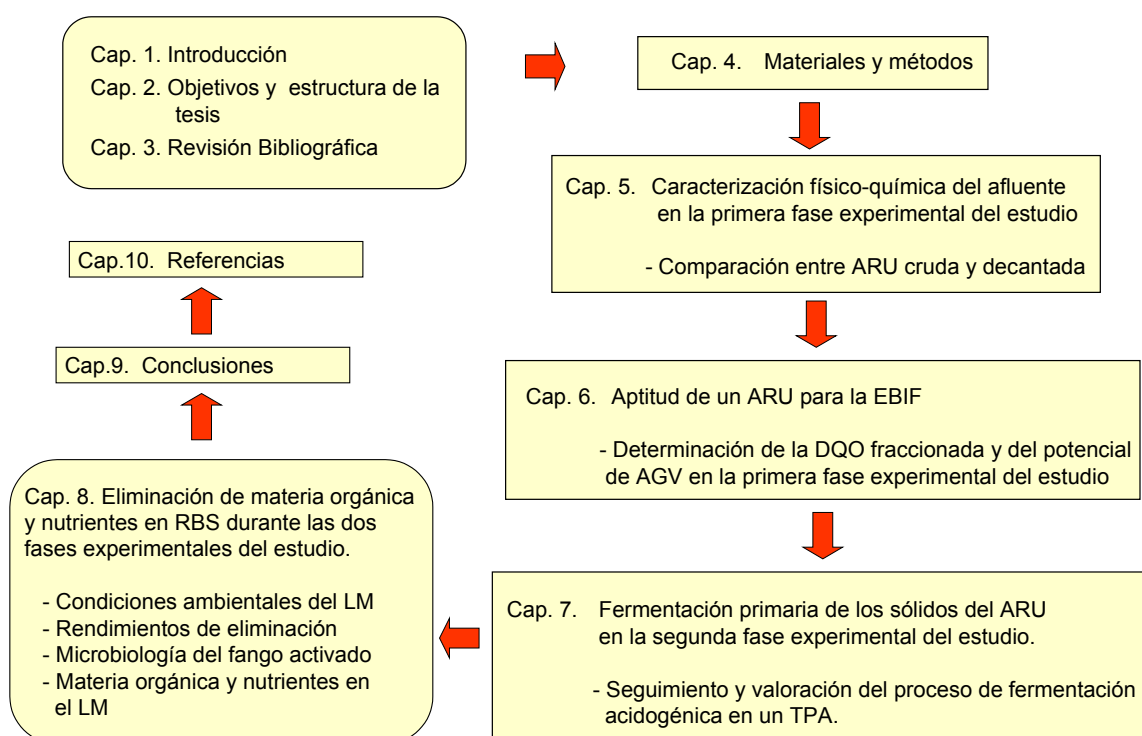 Cap. 1. Introducción
Cap. 2. Objetivos y estructura de la
tesis
Cap. 3. Revisión Bibliográfica
Cap. 4. Materiales y métodos
Cap. 5. Caracterización físico-química del afluente
en la primera fase experimental del estudio
- Comparación entre ARU cruda y decantada
Cap. 6. Aptitud de un ARU para la EBIF
- Determinación de la DQO fraccionada y del potencial
de AGV en la primera fase experimental del estudio
Cap. 7. Fermentación primaria de los sólidos del ARU
en la segunda fase experimental del estudio.
- Seguimiento y valoración del proceso de fermentación
acidogénica en un TPA.
Cap. 8. Eliminación de materia orgánica
y nutrientes en RBS durante las dos
fases experimentales del estudio.
- Condiciones ambientales del LM
- Rendimientos de eliminación
- Microbiología del fango activado
- Materia orgánica y nutrientes en
el LM
Cap.9. Conclusiones
Cap.10. Referencias